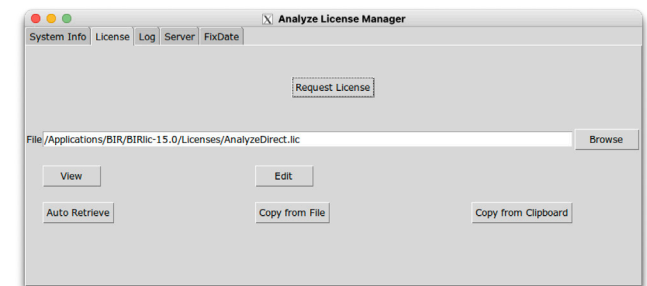 Analyze License Manager
System Info License Log Server FixDate
Request License
File /Applications/BIR/BIRlic-15.0/Licenses/AnalyzeDirect.lic Browse
View Edit
Auto Retrieve Copy from File Copy from Clipboard